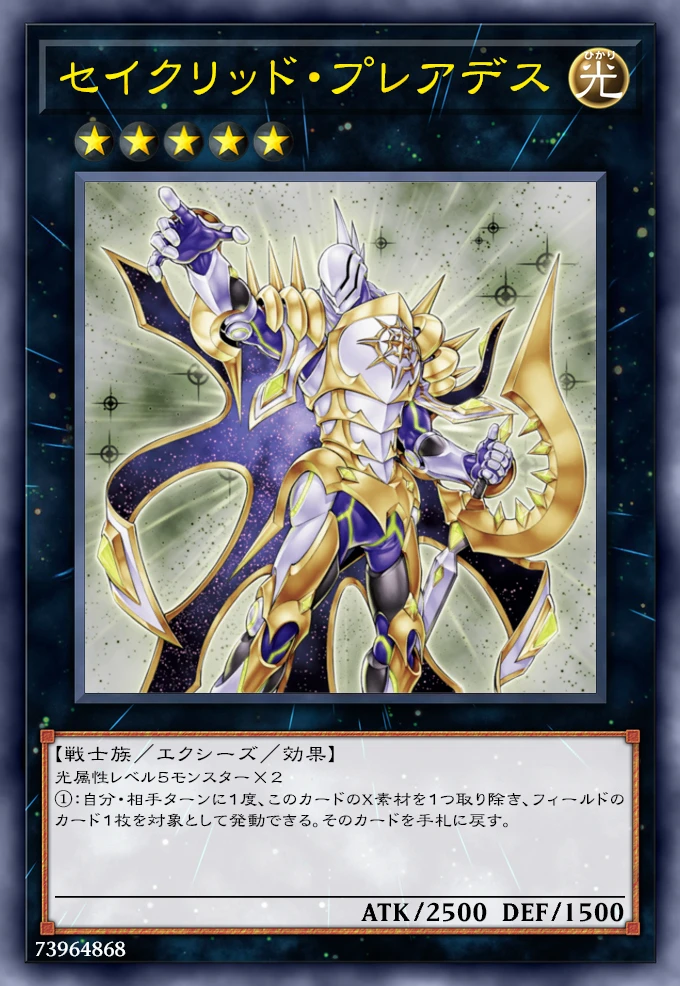 セイクリッド・プレアデス
ひかり
光
【戦士族／エクシーズ／効果】
光属性レベル５モンスター×２
①：自分・相手ターンに１度、このカードのX素材を１つ取り除き、フィールドの
カード１枚を対象として発動できる。そのカードを手札に戻す。
ATK/2500 DEF/1500
73964868